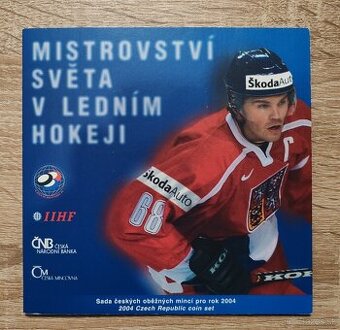 MISTROVSTVÍ
SVĚTA
V LEDNÍM
HOKEJI
ŠkodaAuto
ŠkodaAuto
68
IIHF
ČNB ČESKÁ
NÁRODNÍ BANKA
ČM
ČESKÁ MINCOVNA
KOHO
Sada českých oběžných mincí pro rok 2004
2004 Czech Republic coin set